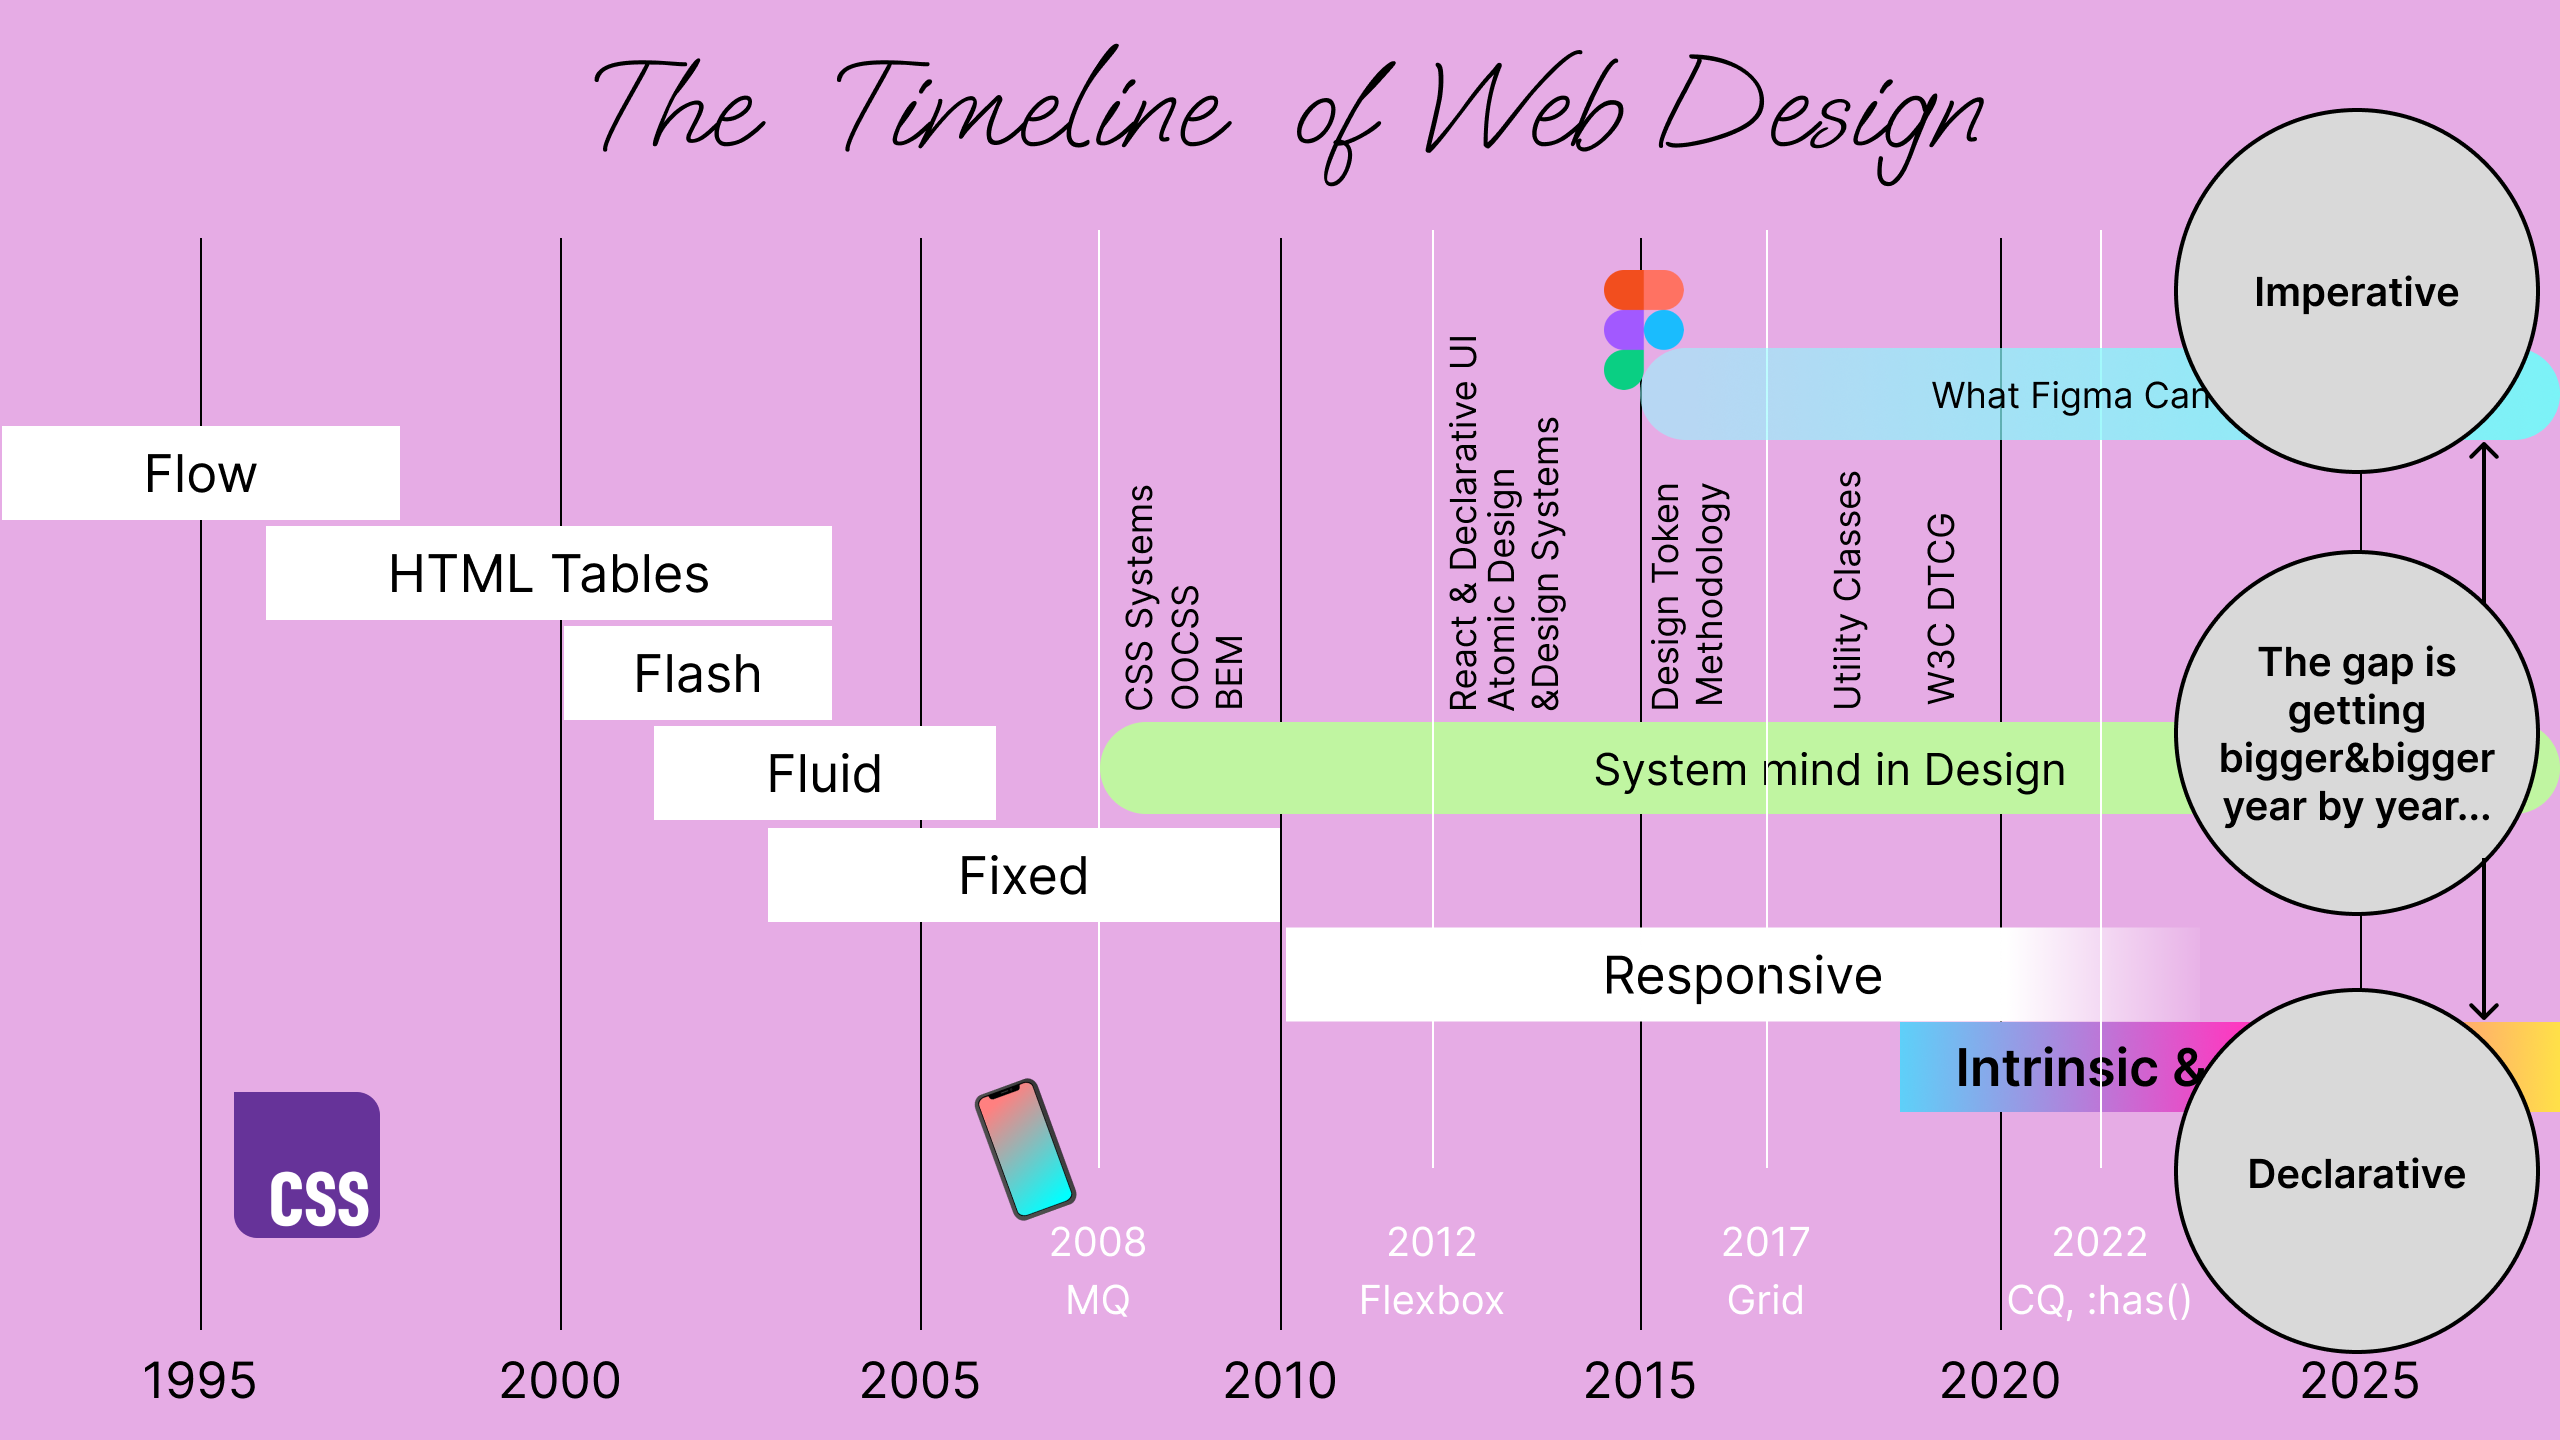 The Timeline of Web Design
Imperative
What Figma Can
Flow
HTML Tables
Flash
Fluid
Fixed
CSS Systems
OOCSS
BEM
React & Declarative UI
Atomic Design
&Design Systems
Design Token
Methodology
Utility Classes
W3C DTCG
System mind in Design
The gap is
getting
bigger&bigger
year by year...
Responsive
Intrinsic &
Declarative
CSS
2008
MQ
2012
Flexbox
2017
Grid
2022
CQ, :has()
1995
2000
2005
2010
2015
2020
2025